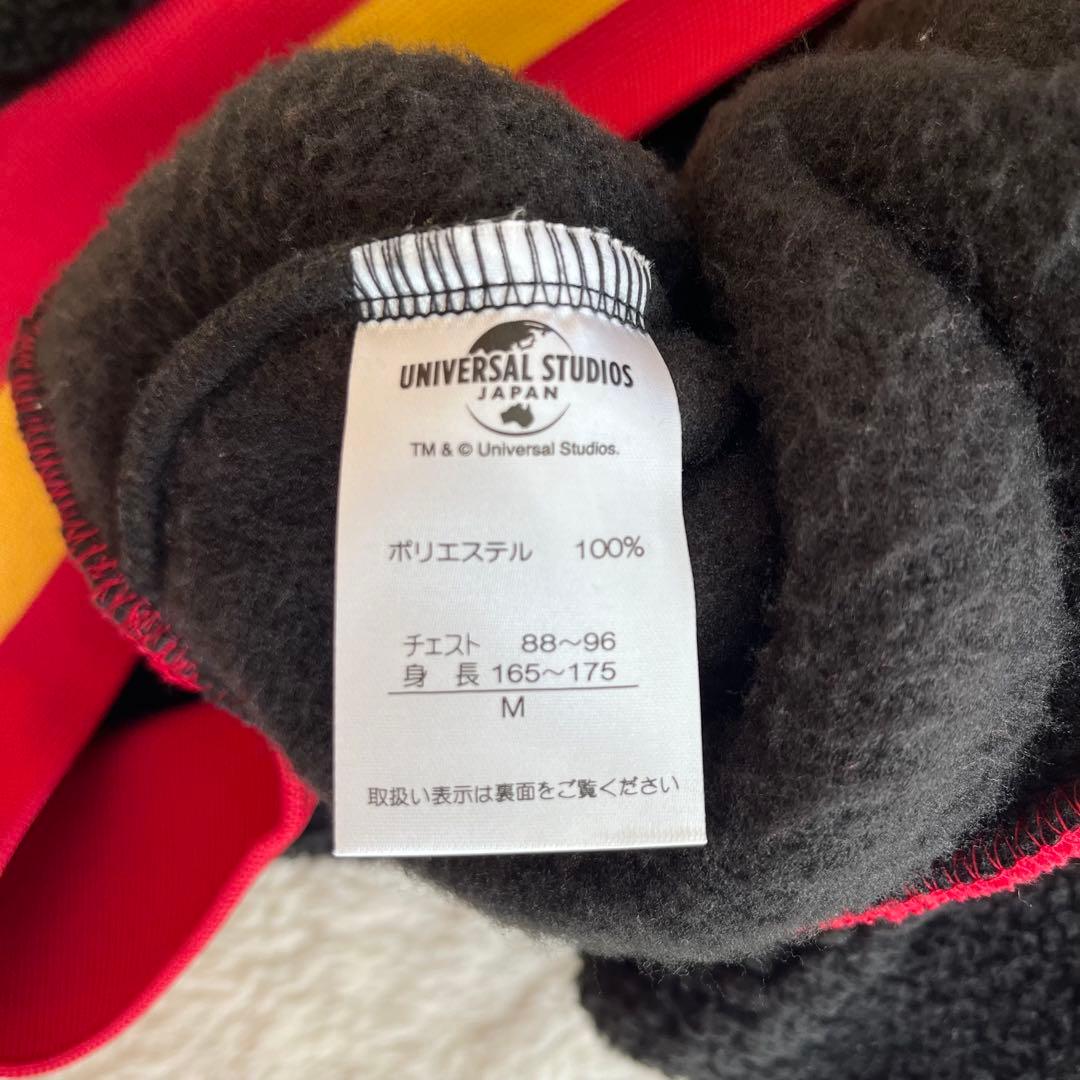 UNIVERSAL STUDIOS
JAPAN
TM & © Universal Studios.
ポリエステル 100%
チェスト 88～96
身 長 165～175
M
取扱い表示は裏面をご覧ください